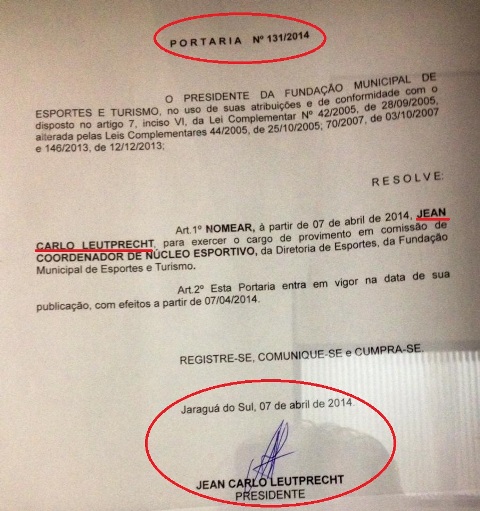 PORTARIA Nº 131/2014
O PRESIDENTE DA FUNDAÇÃO MUNICIPAL DE
ESPORTES E TURISMO, no uso de suas atribuições e de conformidade com o
disposto no artigo 7, inciso VI, da Lei Complementar Nº 42/2005, de 28/09/2005,
alterada pelas Leis Complementares 44/2005, de 25/10/2005; 70/2007, de 03/10/2007
e 146/2013, de 12/12/2013;
RESOLVE:
Art.1º NOMEAR, à partir de 07 de abril de 2014, JEAN
CARLO LEUTPRECHT, para exercer o cargo de provimento em comissão de
COORDENADOR DE NÚCLEO ESPORTIVO, da Diretoria de Esportes, da Fundação
Municipal de Esportes e Turismo.
Art.2º Esta Portaria entra em vigor na data de sua
publicação, com efeitos a partir de 07/04/2014.
REGISTRE-SE, COMUNIQUE-SE e CUMPRA-SE.
Jaraguá do Sul, 07 de abril de 2014.
JEAN CARLO LEUTPRECHT
PRESIDENTE